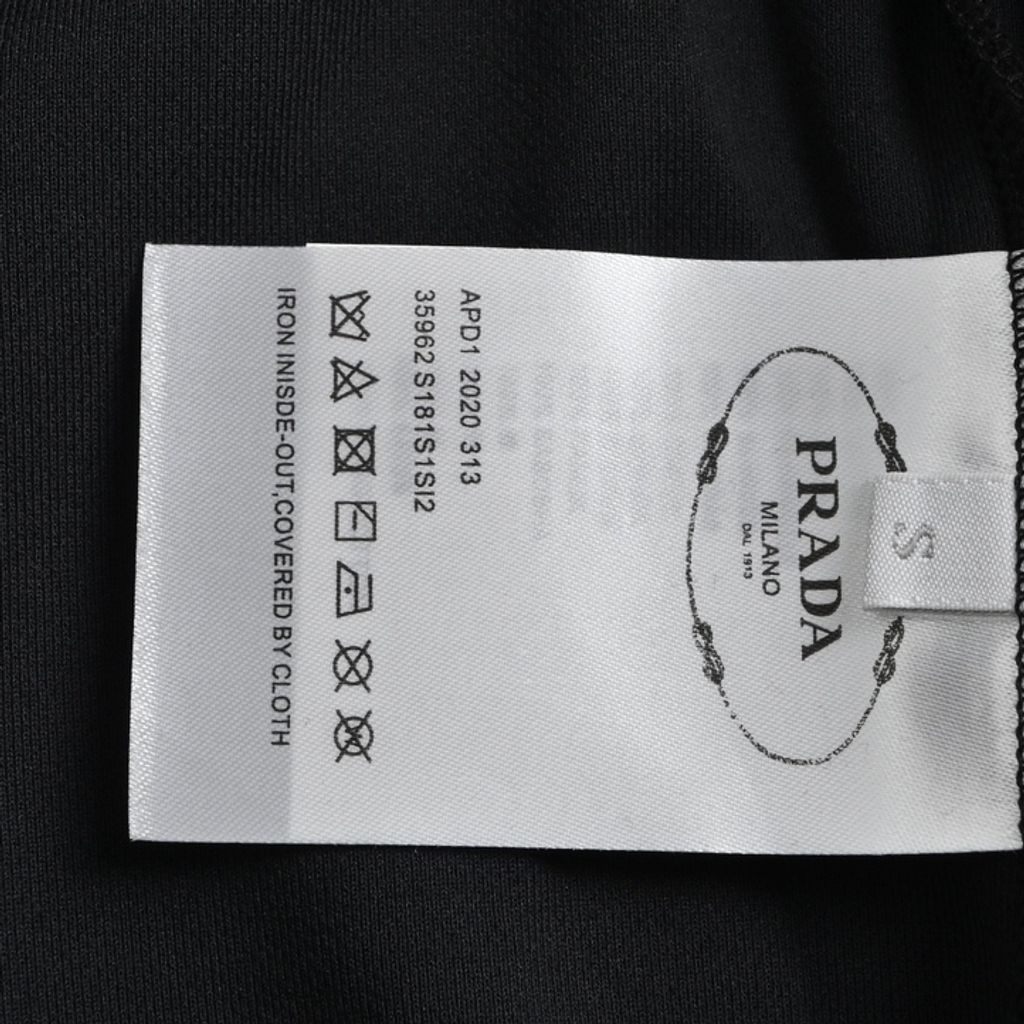 S
PRADA
MILANO
DAL 1913
APD1 2020 313
35962 S181S1SI2
IRON INISDE-OUT,COVERED BY CLOTH